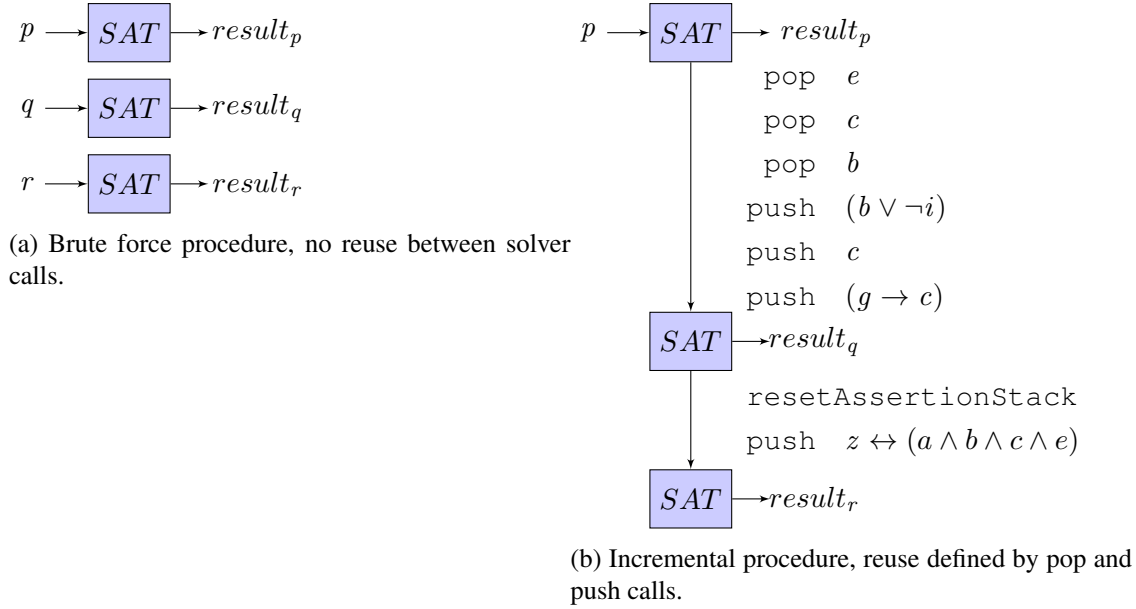 p SAT result_p
q SAT result_q
r SAT result_r
(a) Brute force procedure, no reuse between solver
calls.
p SAT result_p
pop e
pop c
pop b
push (b ∨ ¬i)
push c
push (g → c)
SAT result_q
resetAssertionStack
push z ↔ (a ∧ b ∧ c ∧ e)
SAT result_r
(b) Incremental procedure, reuse defined by pop and
push calls.